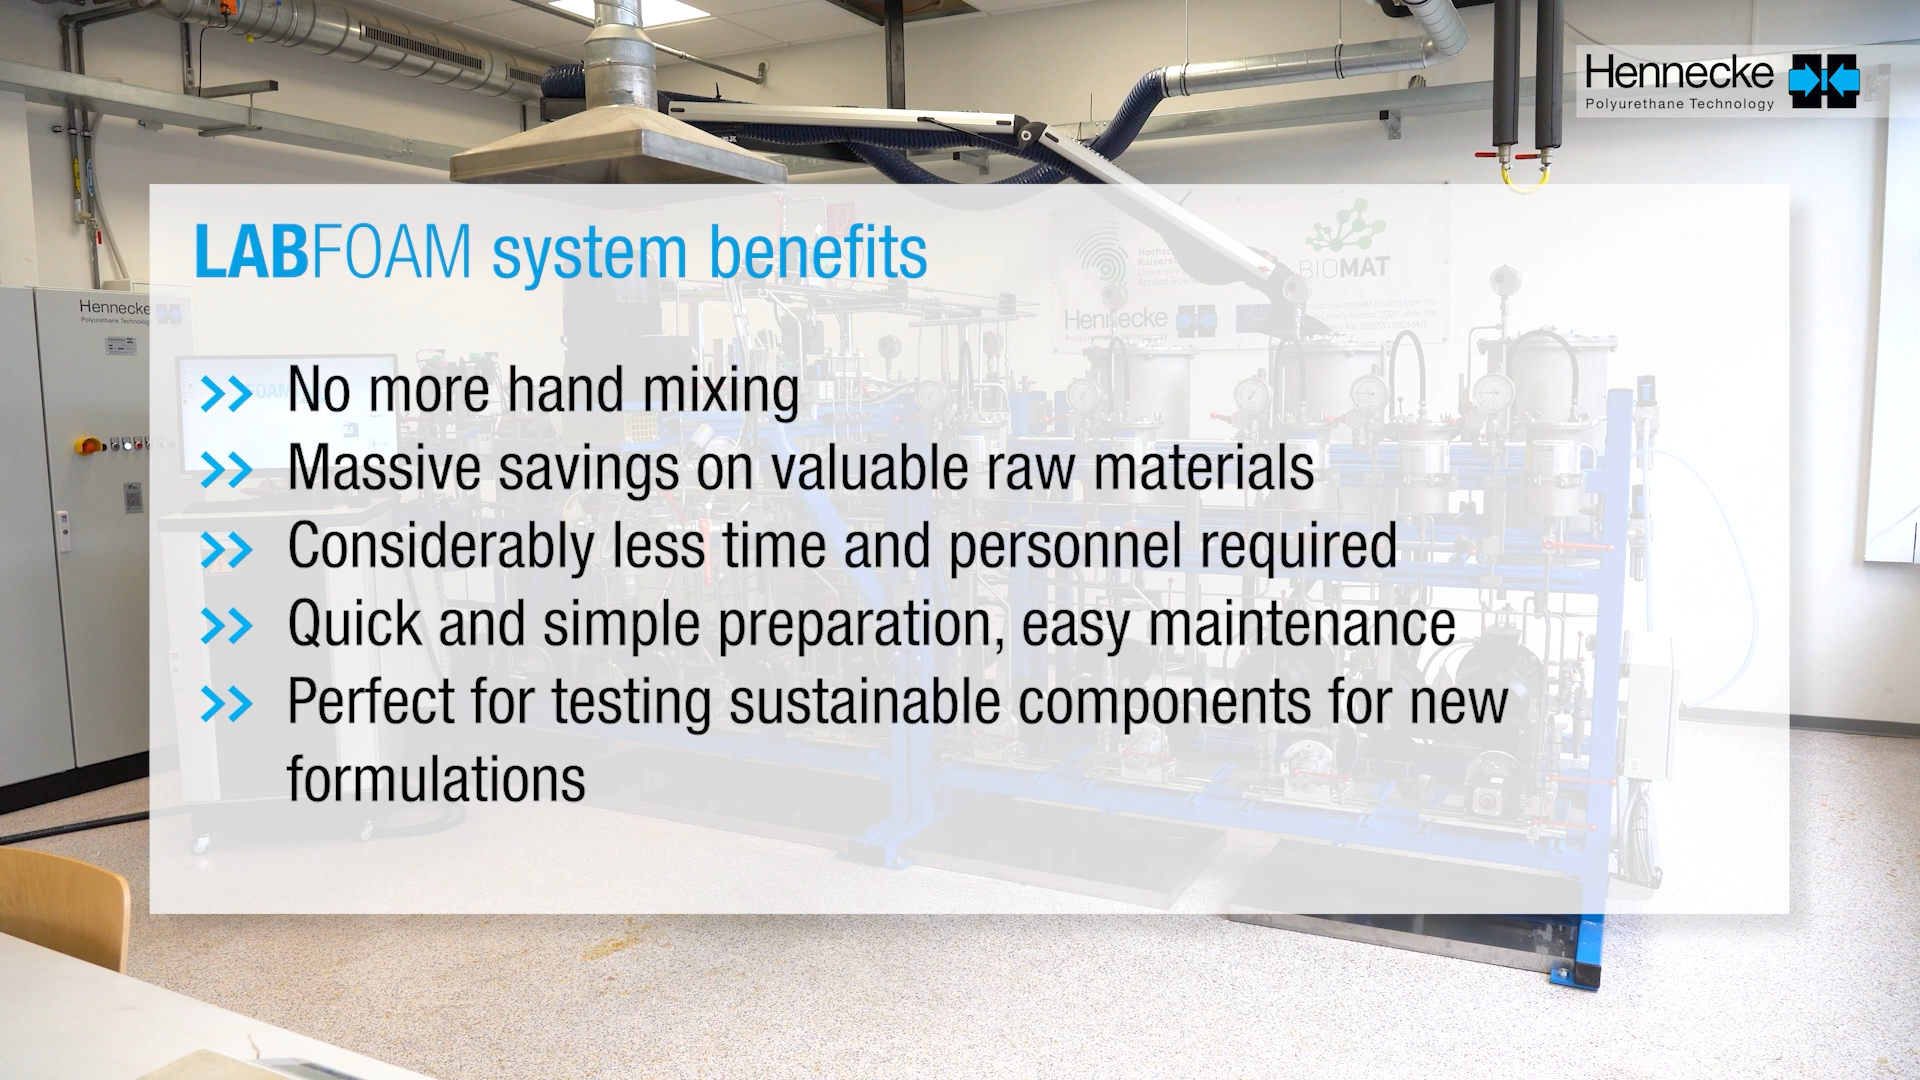 Hennecke
Polyurethane Technology
LABFOAM system benefits
Hennecke
Polyurethane Technology
BIOMAT
Hennecke
>> No more hand mixing
>> Massive savings on valuable raw materials
>> Considerably less time and personnel required
>> Quick and simple preparation, easy maintenance
>> Perfect for testing sustainable components for new
formulations